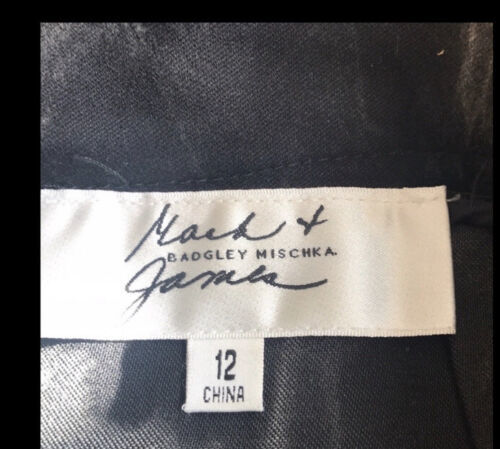 Mark +
BADGLEY MISCHKA.
James
12
CHINA